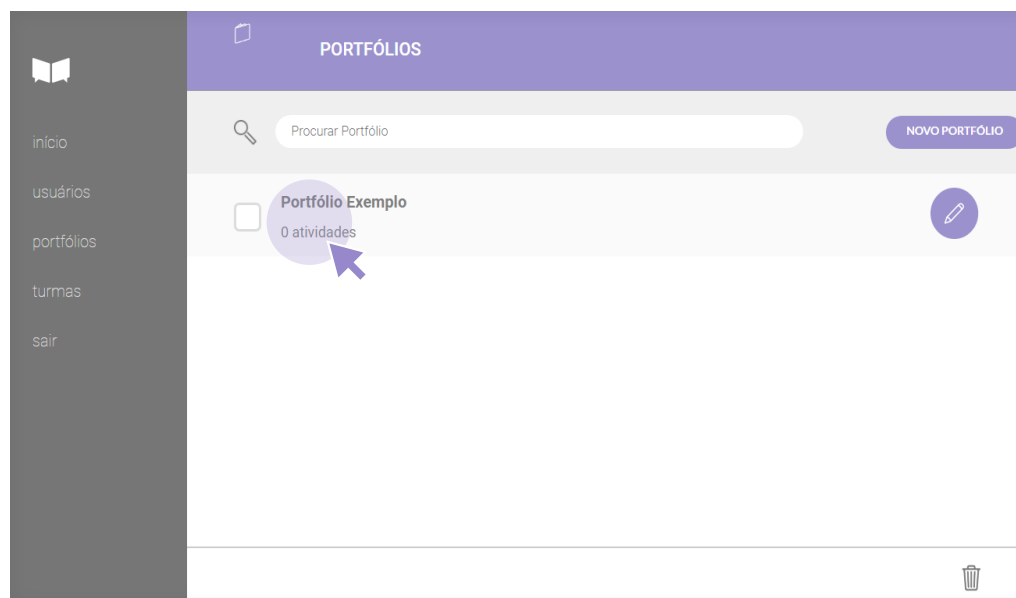 PORTFÓLIOS
início
usuários
portfólios
turmas
sair
Procurar Portfólio
NOVO PORTFÓLIO
Portfólio Exemplo
0 atividades